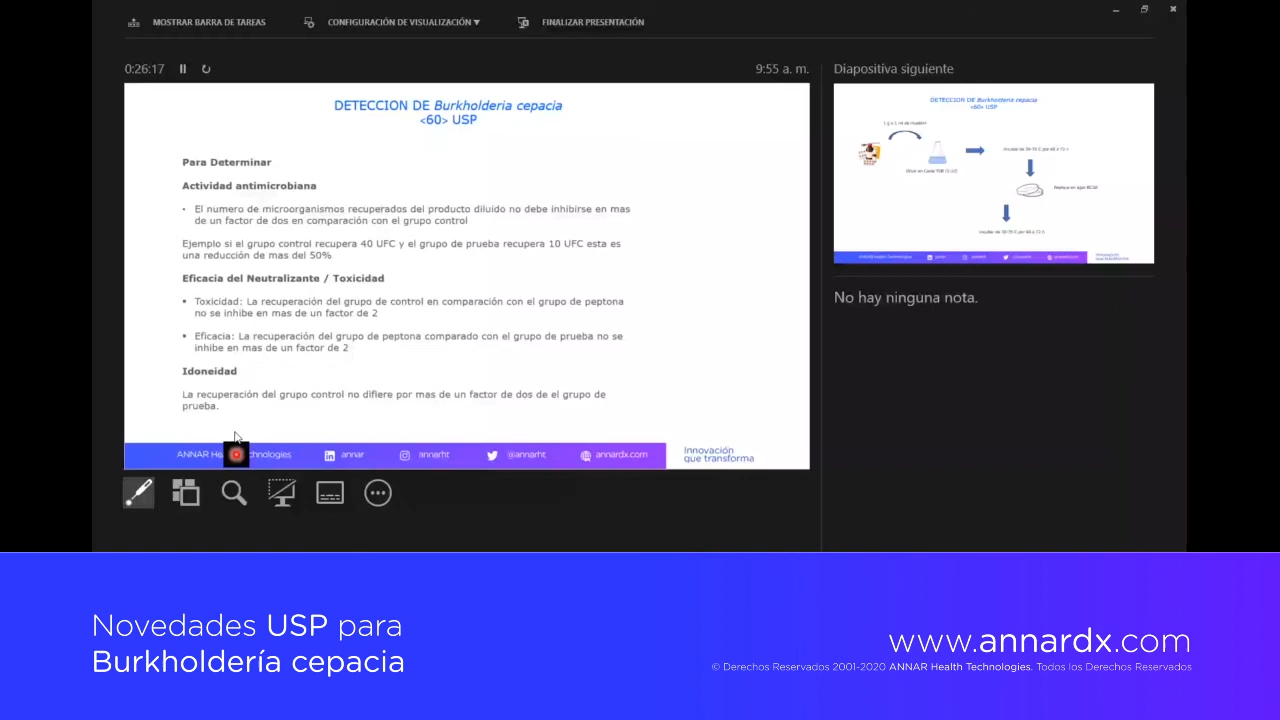 MOSTRAR BARRA DE TAREAS
CONFIGURACIÓN DE VISUALIZACIÓN ▼
FINALIZAR PRESENTACIÓN
0:26:17
9:55 a. m.
DETECCION DE Burkholderia cepacia
<60> USP
Para Determinar
Actividad antimicrobiana
• El numero de microorganismos recuperados del producto diluido no debe inhibirse en mas
de un factor de dos en comparación con el grupo control
Ejemplo si el grupo control recupera 40 UFC y el grupo de prueba recupera 10 UFC esta es
una reducción de mas del 50%
Eficacia del Neutralizante / Toxicidad
• Toxicidad: La recuperación del grupo de control en comparación con el grupo de peptona
no se inhibe en mas de un factor de 2
• Eficacia: La recuperación del grupo de peptona comparado con el grupo de prueba no se
inhibe en mas de un factor de 2
Idoneidad
La recuperación del grupo control no difiere por mas de un factor de dos de el grupo de
prueba.
ANNAR He chnologies
annar
annarht
@annarht
annardx.com
Innovación
que transforma
Diapositiva siguiente
DETECCION DE Burkholderia cepacia
<60> USP
No hay ninguna nota.
Novedades USP para
Burkholdería cepacia
www.annardx.com
© Derechos Reservados 2001-2020 ANNAR Health Technologies. Todos los Derechos Reservados